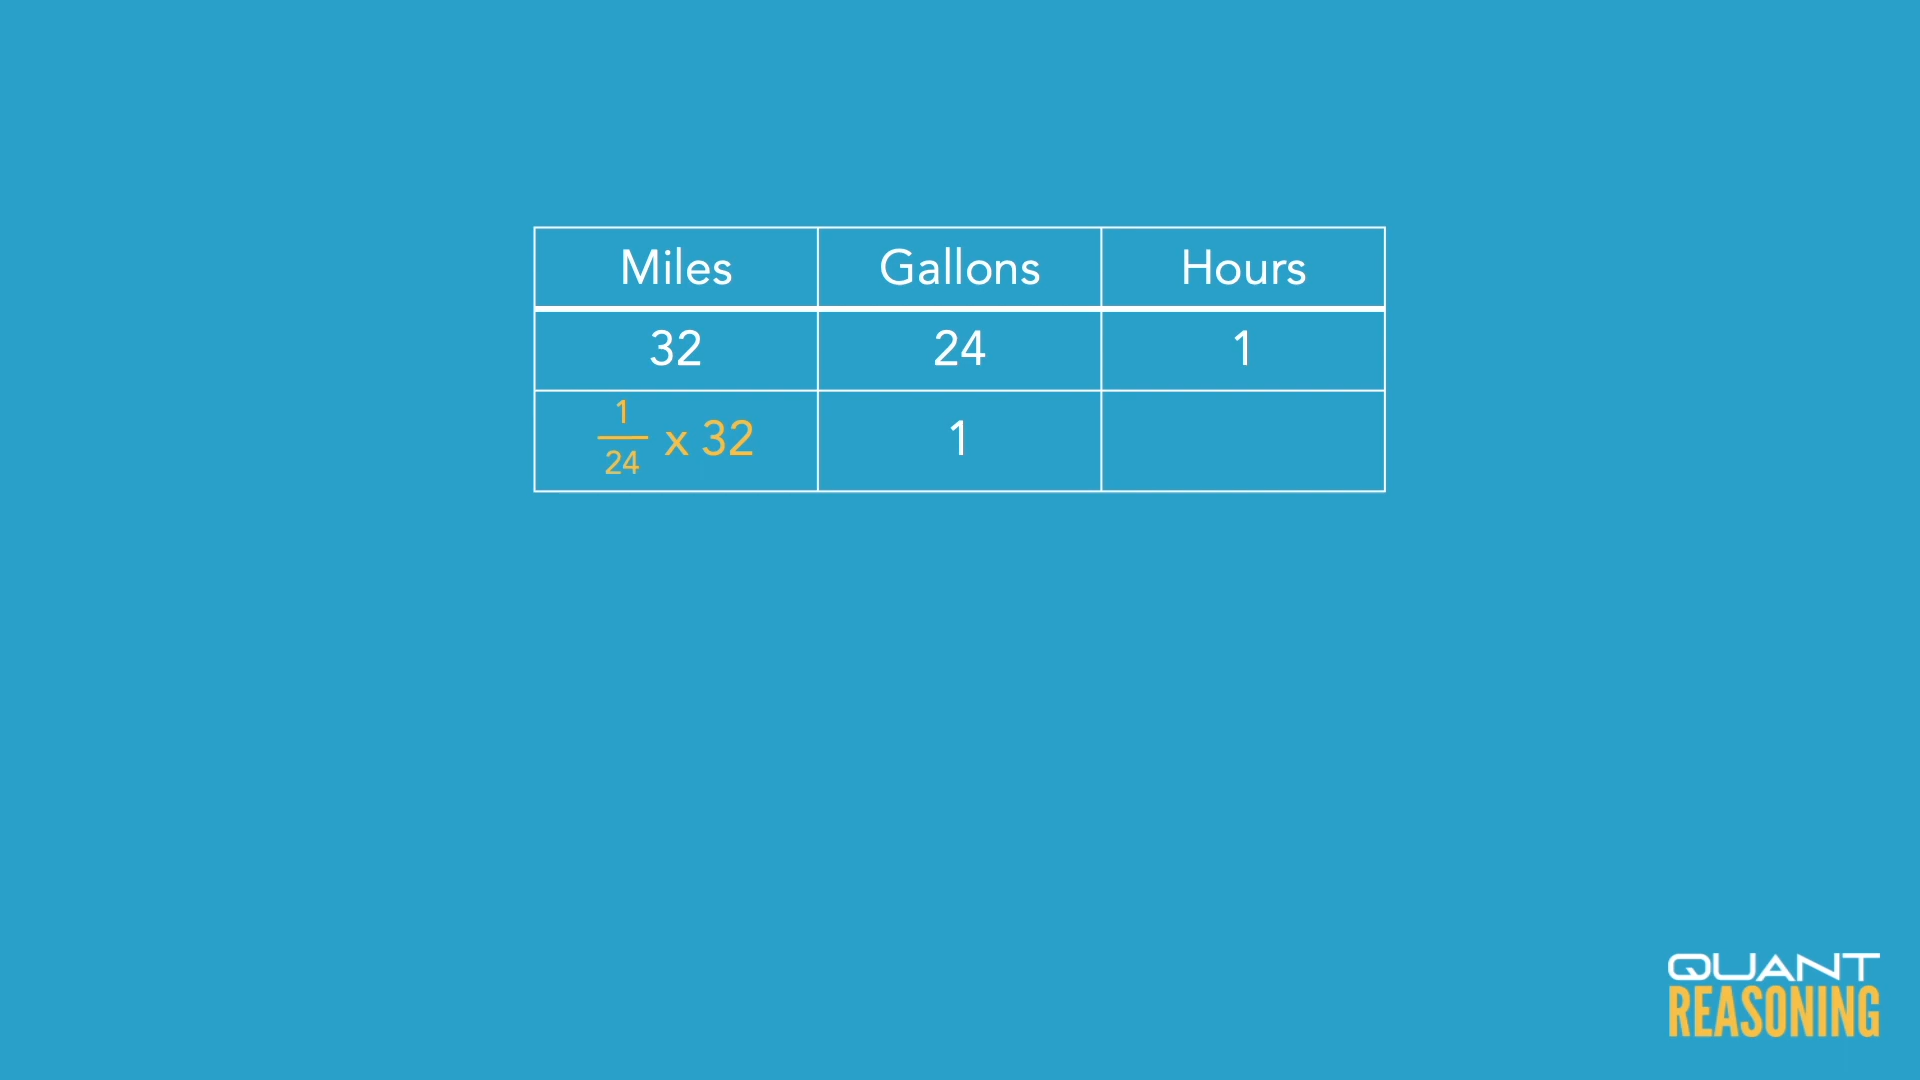 Miles Gallons Hours
32 24 1
1/24 x 32 1
QUANT
REASONING